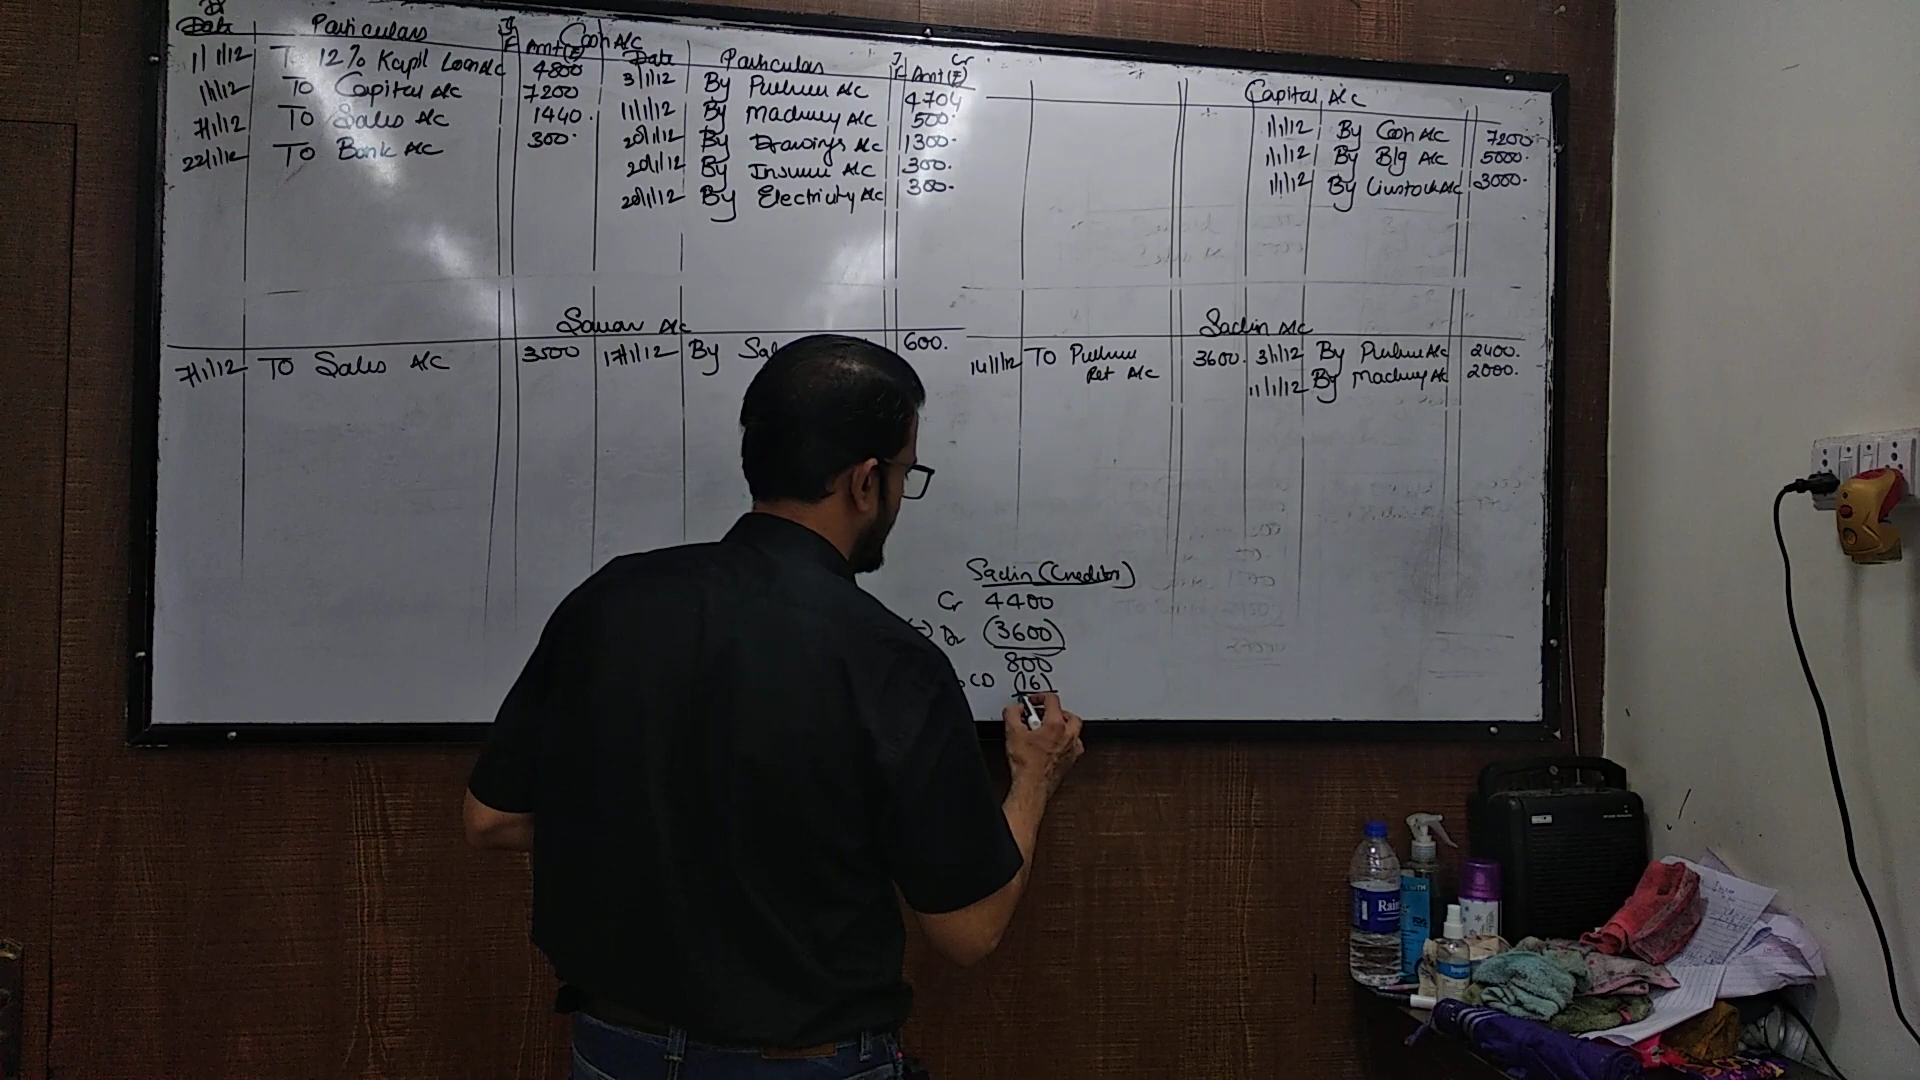 Dr
Date Particulars J F Amt (₹) Cash A/c Date Particulars J F Amt (₹) Cr
1/1/12 To 12% Kapil Loan A/c 4800 3/1/12 By Purchase A/c 4704
1/1/12 To Capital A/c 7200 11/1/12 By Machinery A/c 500
7/1/12 To Sales A/c 1440 20/1/12 By Drawings A/c 1300
22/1/12 To Bank A/c 300 20/1/12 By Insurance A/c 300
20/1/12 By Electricity A/c 300
Capital A/c
1/1/12 By Cash A/c 7200
1/1/12 By Blg A/c 5000
1/1/12 By Livestock A/c 3000
A/c
7/1/12 To Sales A/c 3500 17/1/12 By Sal 600
Sachin A/c
14/1/12 To Purchase Ret A/c 3600 3/1/12 By Purchase A/c 2400
11/1/12 By Machinery A/c 2000
Sachin (Creditor)
Cr 4400
(-) Dr (3600)
800
CD (16)
Rain